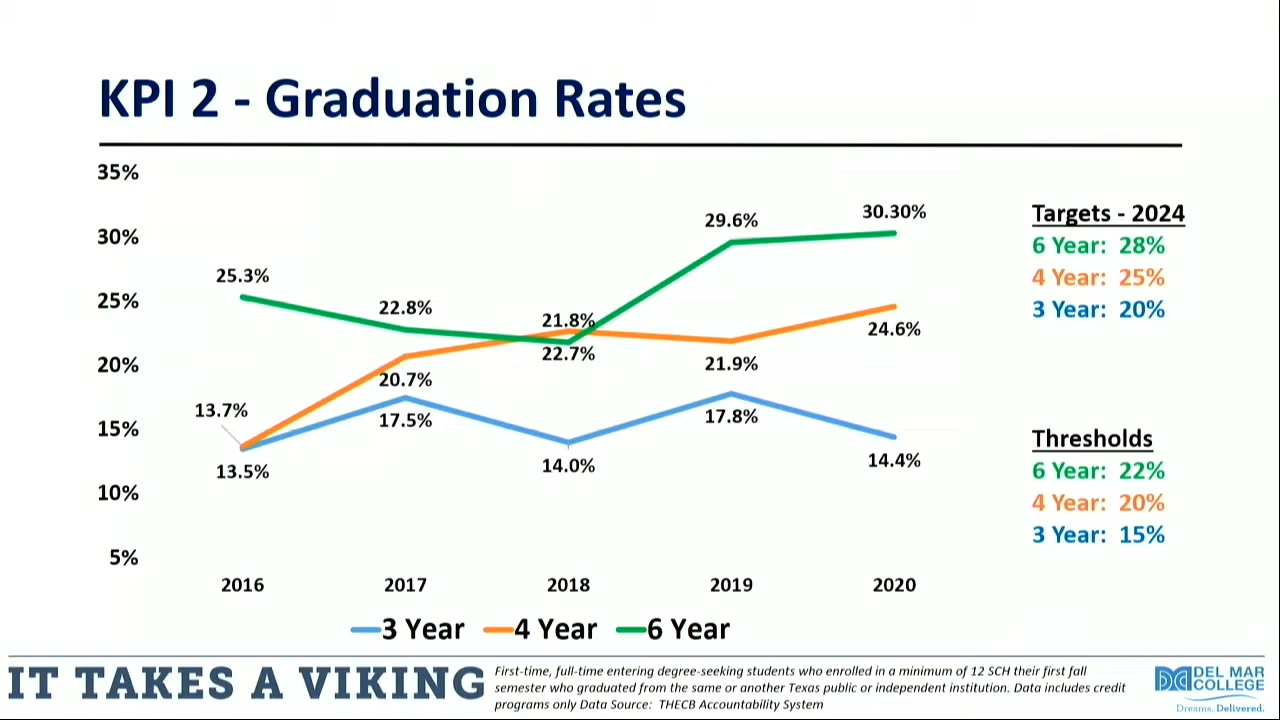 KPI 2 - Graduation Rates
35%
30%
25%
20%
15%
10%
5%
25.3%
22.8%
21.8%
22.7%
29.6%
30.30%
13.7%
20.7%
21.9%
24.6%
13.5%
17.5%
14.0%
17.8%
14.4%
2016 2017 2018 2019 2020
3 Year 4 Year 6 Year
Targets - 2024
6 Year: 28%
4 Year: 25%
3 Year: 20%
Thresholds
6 Year: 22%
4 Year: 20%
3 Year: 15%
IT TAKES A VIKING
First-time, full-time entering degree-seeking students who enrolled in a minimum of 12 SCH their first fall
semester who graduated from the same or another Texas public or independent institution. Data includes credit
programs only Data Source: THECB Accountability System
DEL MAR
COLLEGE
Dreams. Delivered.